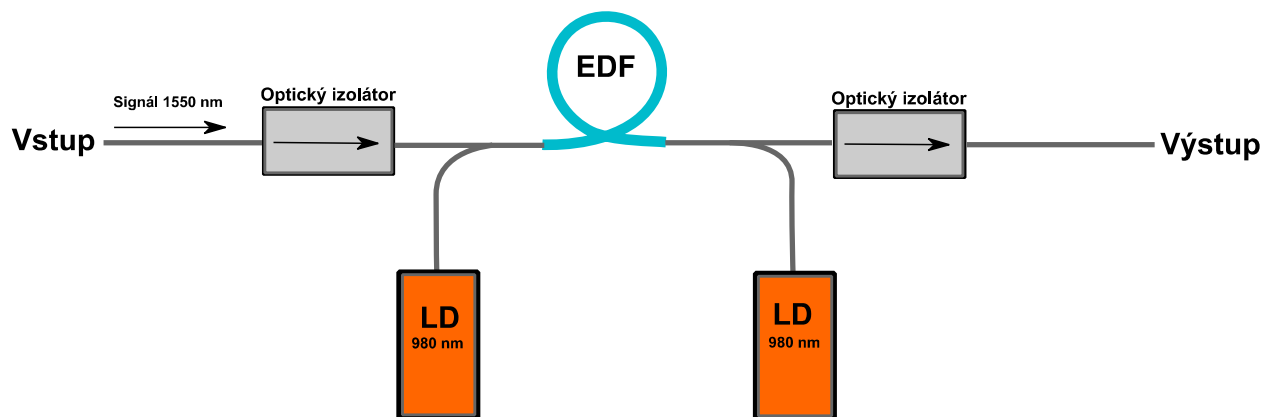 EDF
Signál 1550 nm
Optický izolátor
Optický izolátor
Vstup
Výstup
LD
980 nm
LD
980 nm